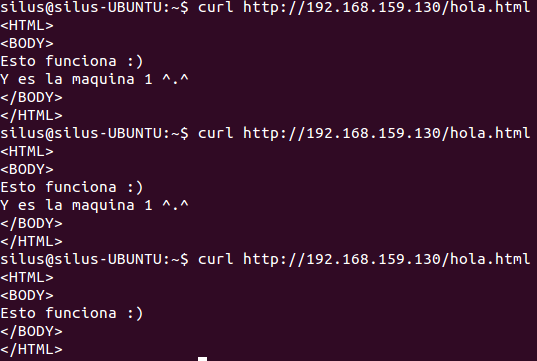 silus@silus-UBUNTU:~$ curl http://192.168.159.130/hola.html
<HTML>
<BODY>
Esto funciona :)
Y es la maquina 1 ^.^
</BODY>
</HTML>
silus@silus-UBUNTU:~$ curl http://192.168.159.130/hola.html
<HTML>
<BODY>
Esto funciona :)
Y es la maquina 1 ^.^
</BODY>
</HTML>
silus@silus-UBUNTU:~$ curl http://192.168.159.130/hola.html
<HTML>
<BODY>
Esto funciona :)
</BODY>
</HTML>